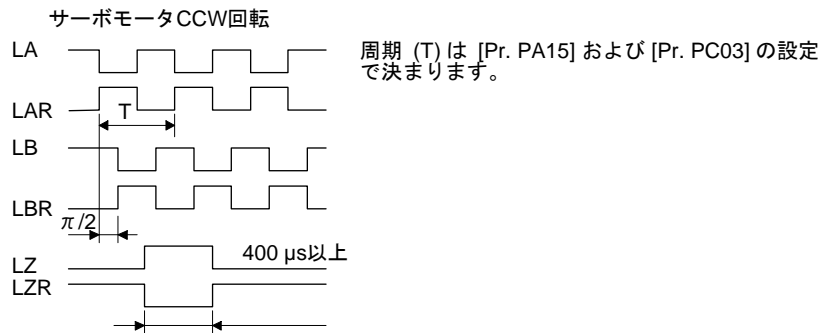 サーボモータCCW回転
LA
周期 (T) は [Pr. PA15] および [Pr. PC03] の設定
で決まります。
LAR
T
LB
LBR
π/2
LZ
400 μs以上
LZR